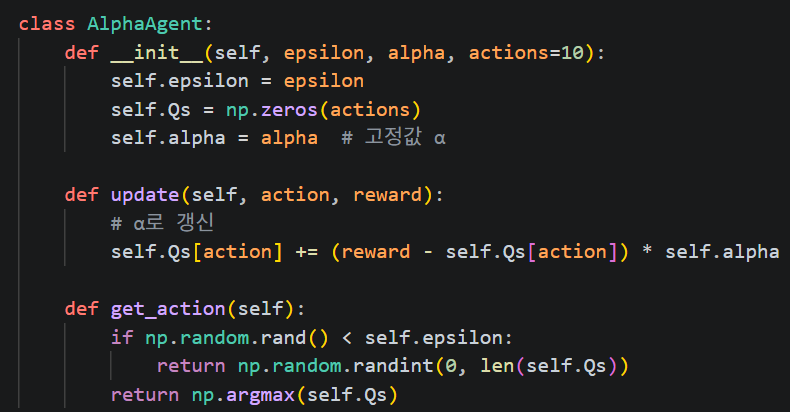 class AlphaAgent:
    def __init__(self, epsilon, alpha, actions=10):
        self.epsilon = epsilon
        self.Qs = np.zeros(actions)
        self.alpha = alpha  # 고정값 α

    def update(self, action, reward):
        # α로 갱신
        self.Qs[action] += (reward - self.Qs[action]) * self.alpha

    def get_action(self):
        if np.random.rand() < self.epsilon:
            return np.random.randint(0, len(self.Qs))
        return np.argmax(self.Qs)